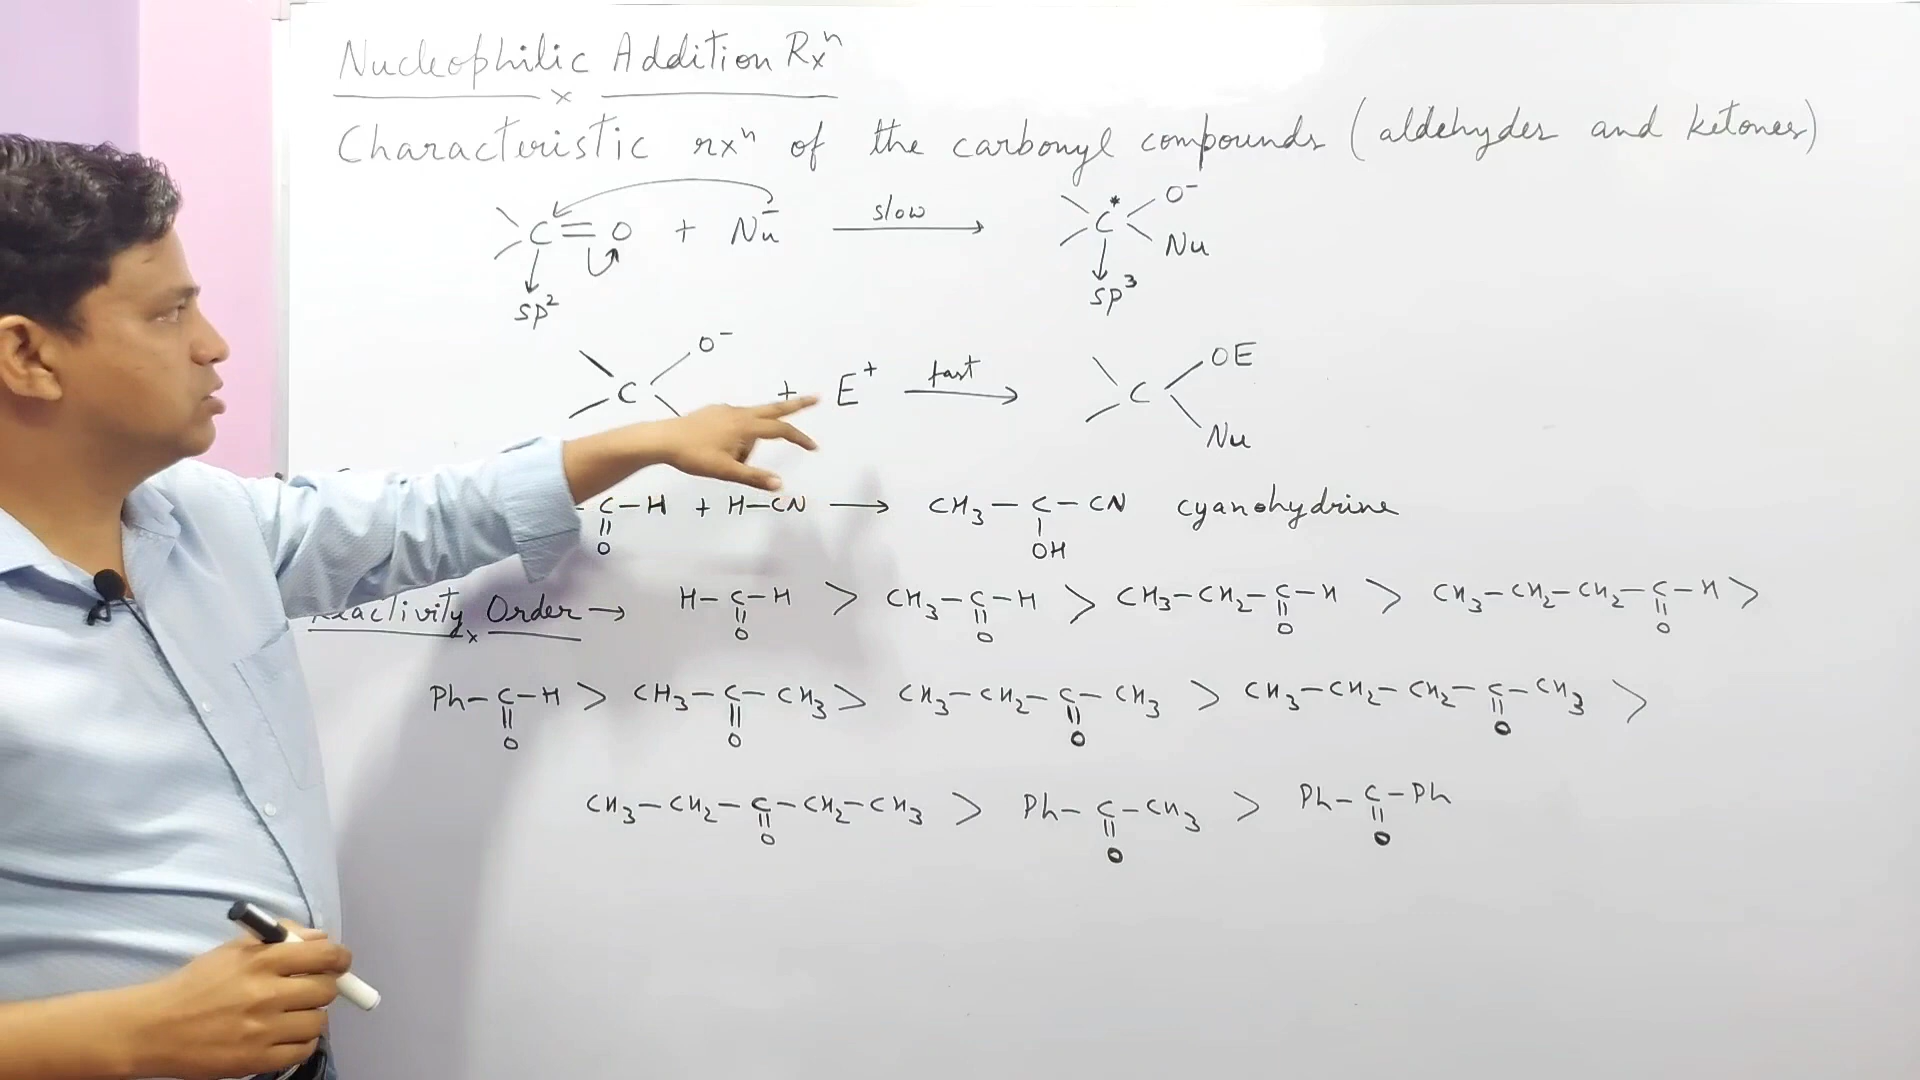 Nucleophilic Addition Rxⁿ
Characteristic rxⁿ of the carbonyl compounds (aldehydes and ketones)
C=O + Nu⁻ slow → C* O⁻ Nu
sp² sp³
C O⁻ + E⁺ fast → C OE Nu
-C-H + H-CN → CH₃-C-CN cyanohydrine
O OH
Order → H-C-H > CH₃-C-H > CH₃-CH₂-C-H > CH₃-CH₂-CH₂-C-H >
O O O O
Ph-C-H > CH₃-C-CH₃ > CH₃-CH₂-C-CH₃ > CH₃-CH₂-CH₂-C-CH₃ >
O O O O
CH₃-CH₂-C-CH₂-CH₃ > Ph-C-CH₃ > Ph-C-Ph
O O O